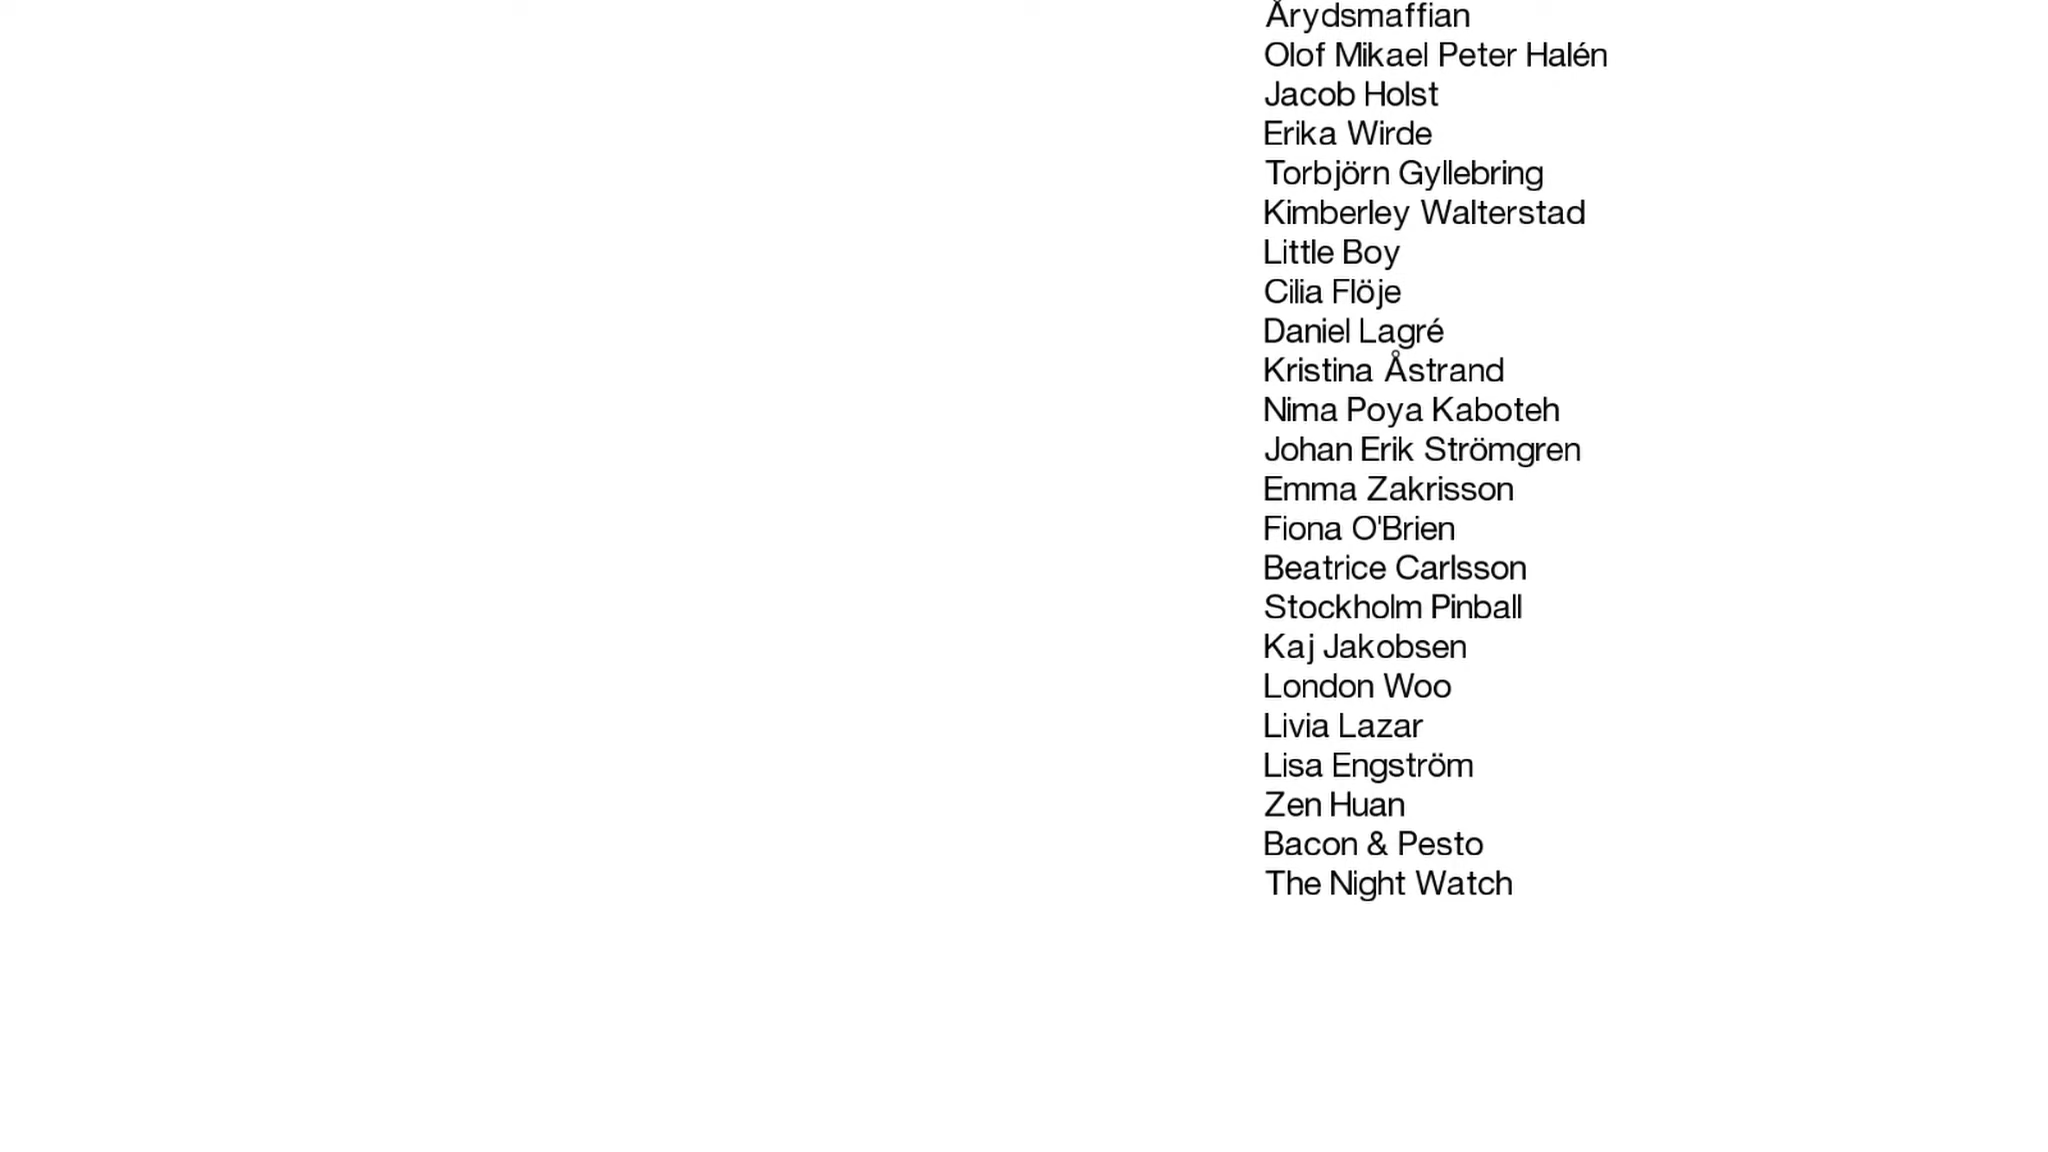 Årydsmaffian
Olof Mikael Peter Halén
Jacob Holst
Erika Wirde
Torbjörn Gyllebring
Kimberley Walterstad
Little Boy
Cilia Flöje
Daniel Lagré
Kristina Åstrand
Nima Poya Kaboteh
Johan Erik Strömgren
Emma Zakrisson
Fiona O'Brien
Beatrice Carlsson
Stockholm Pinball
Kaj Jakobsen
London Woo
Livia Lazar
Lisa Engström
Zen Huan
Bacon & Pesto
The Night Watch